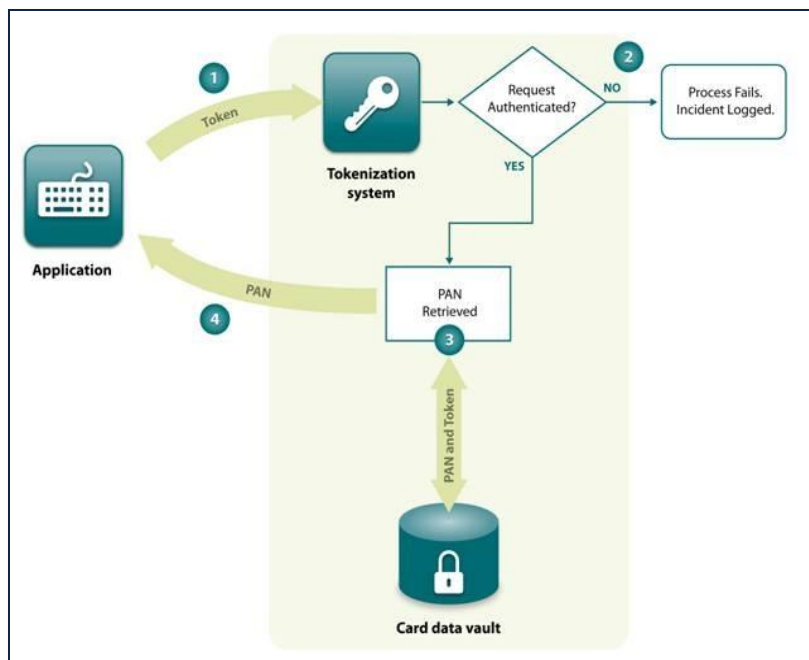 1
Token
Tokenization
system
Request
Authenticated?
NO
2
Process Fails.
Incident Logged.
YES
Application
PAN
4
PAN
Retrieved
3
PAN and Token
Card data vault